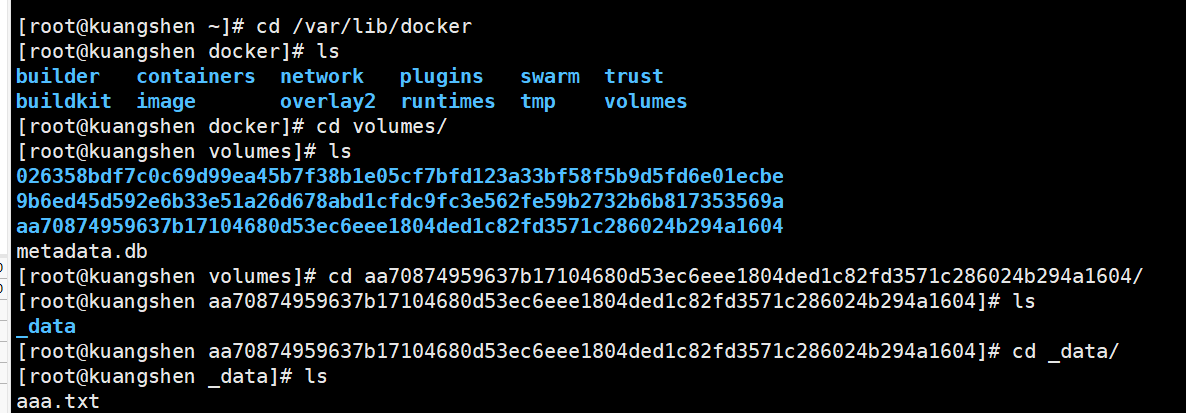 [root@kuangshen ~]# cd /var/lib/docker
[root@kuangshen docker]# ls
builder   containers  network   plugins   swarm  trust
buildkit  image       overlay2  runtimes  tmp    volumes
[root@kuangshen docker]# cd volumes/
[root@kuangshen volumes]# ls
026358bdf7c0c69d99ea45b7f38b1e05cf7bfd123a33bf58f5b9d5fd6e01ecbe
9b6ed45d592e6b33e51a26d678abd1cfdc9fc3e562fe59b2732b6b817353569a
aa70874959637b17104680d53ec6eee1804ded1c82fd3571c286024b294a1604
metadata.db
[root@kuangshen volumes]# cd aa70874959637b17104680d53ec6eee1804ded1c82fd3571c286024b294a1604/
[root@kuangshen aa70874959637b17104680d53ec6eee1804ded1c82fd3571c286024b294a1604]# ls
_data
[root@kuangshen aa70874959637b17104680d53ec6eee1804ded1c82fd3571c286024b294a1604]# cd _data/
[root@kuangshen _data]# ls
aaa.txt